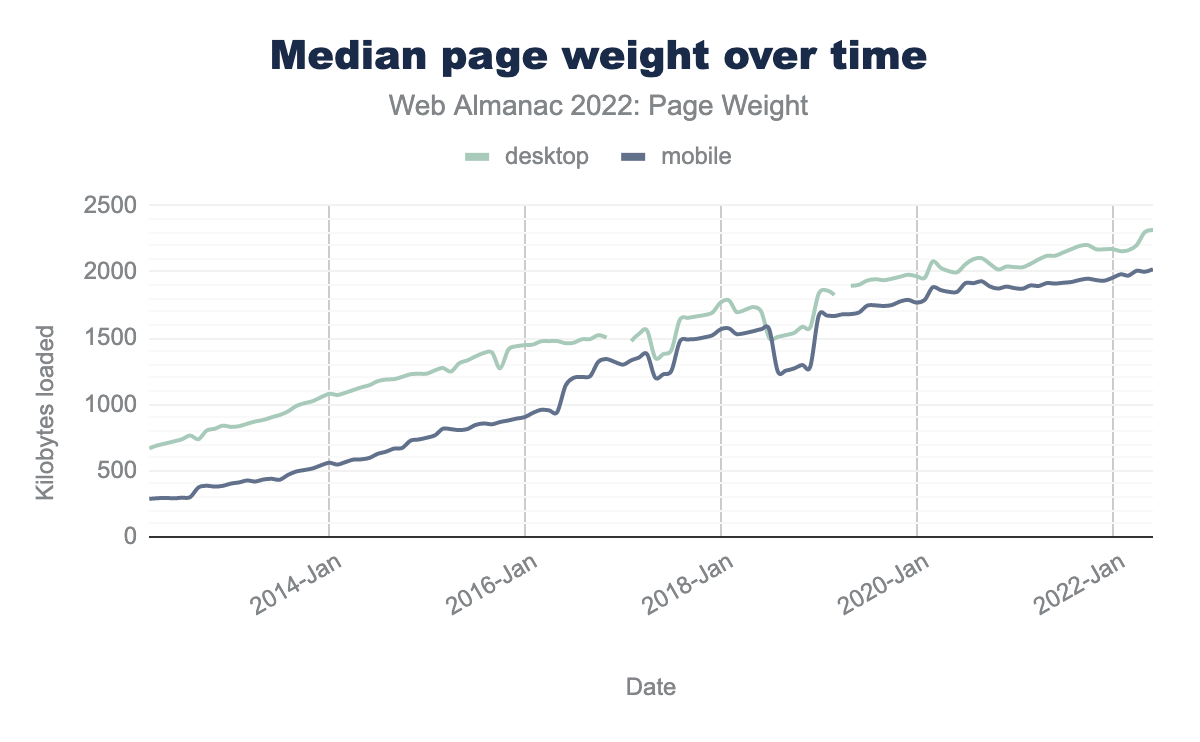 Median page weight over time
Web Almanac 2022: Page Weight
desktop
mobile
2500
2000
1500
1000
500
0
Kilobytes loaded
2014-Jan
2016-Jan
2018-Jan
2020-Jan
2022-Jan
Date